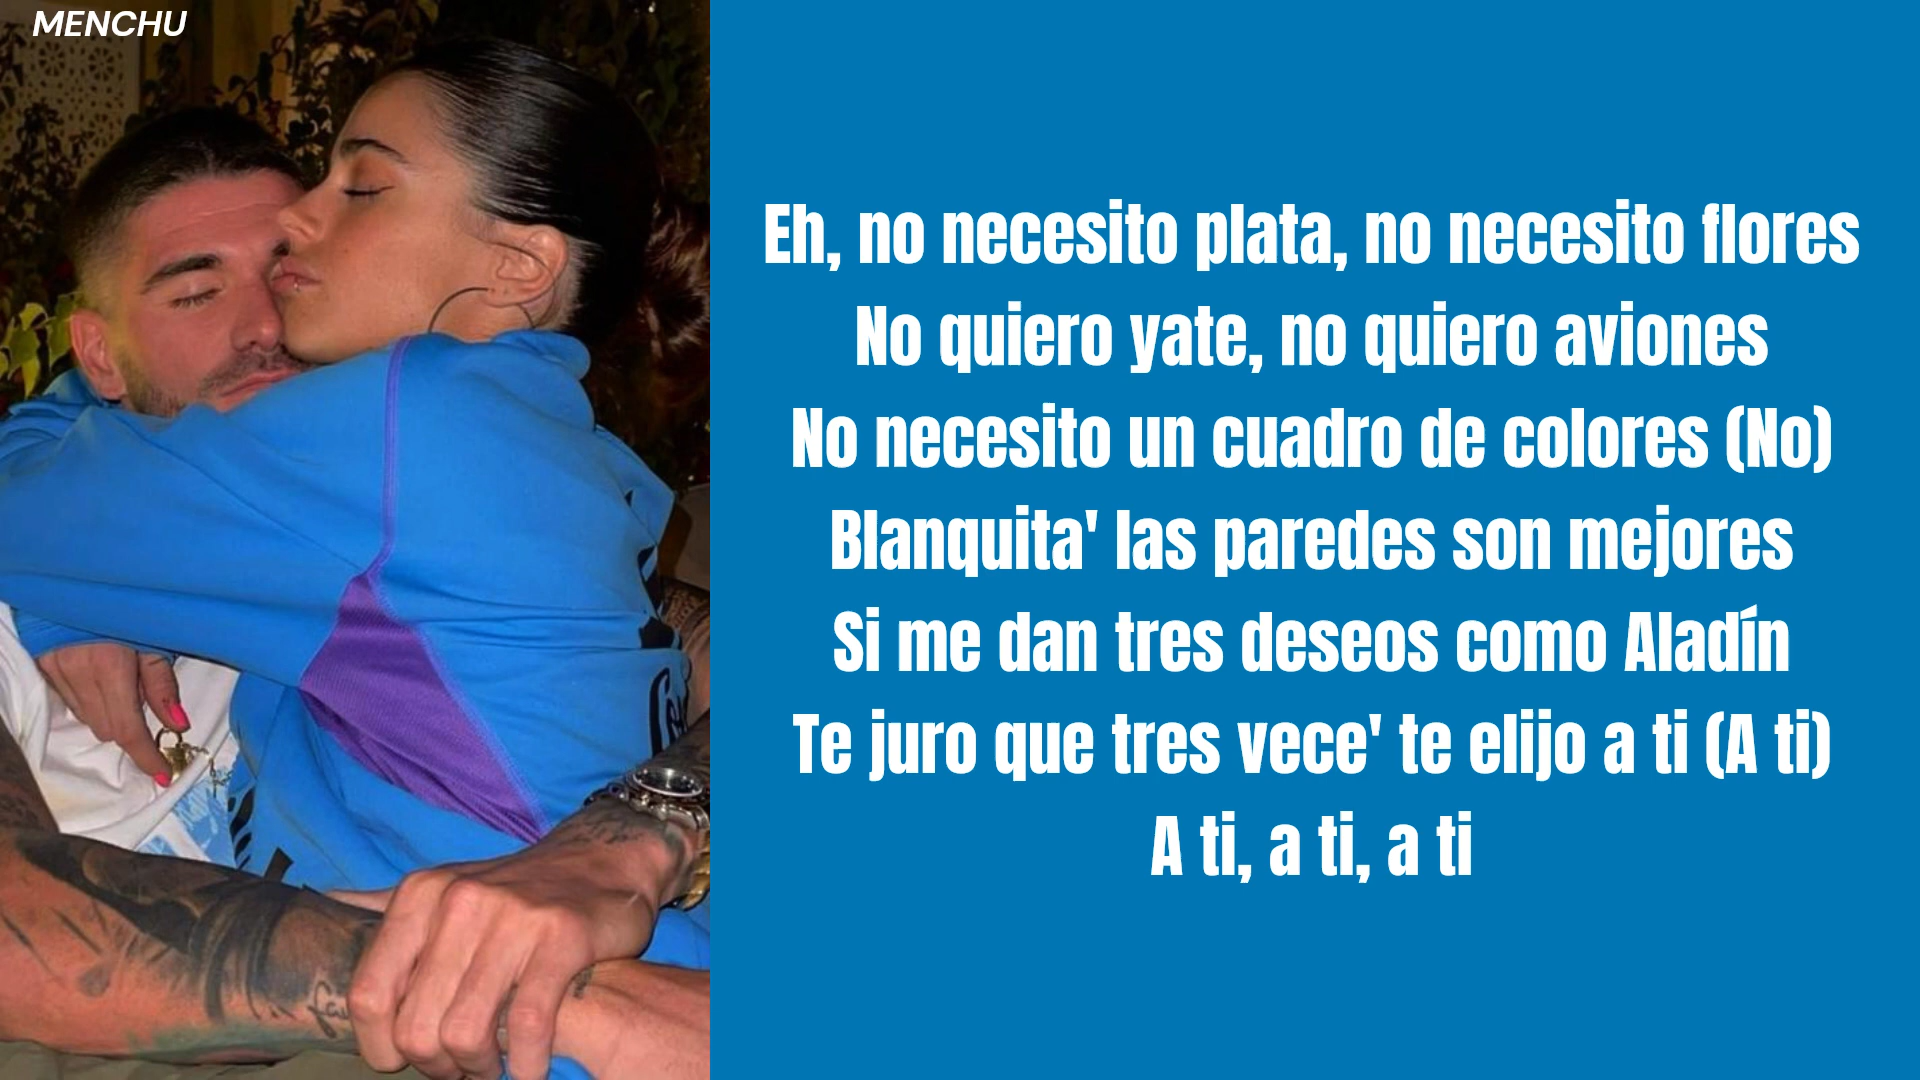 MENCHU
Eh, no necesito plata, no necesito flores
No quiero yate, no quiero aviones
No necesito un cuadro de colores (No)
Blanquita' las paredes son mejores
Si me dan tres deseos como Aladín
Te juro que tres vece' te elijo a ti (A ti)
A ti, a ti, a ti